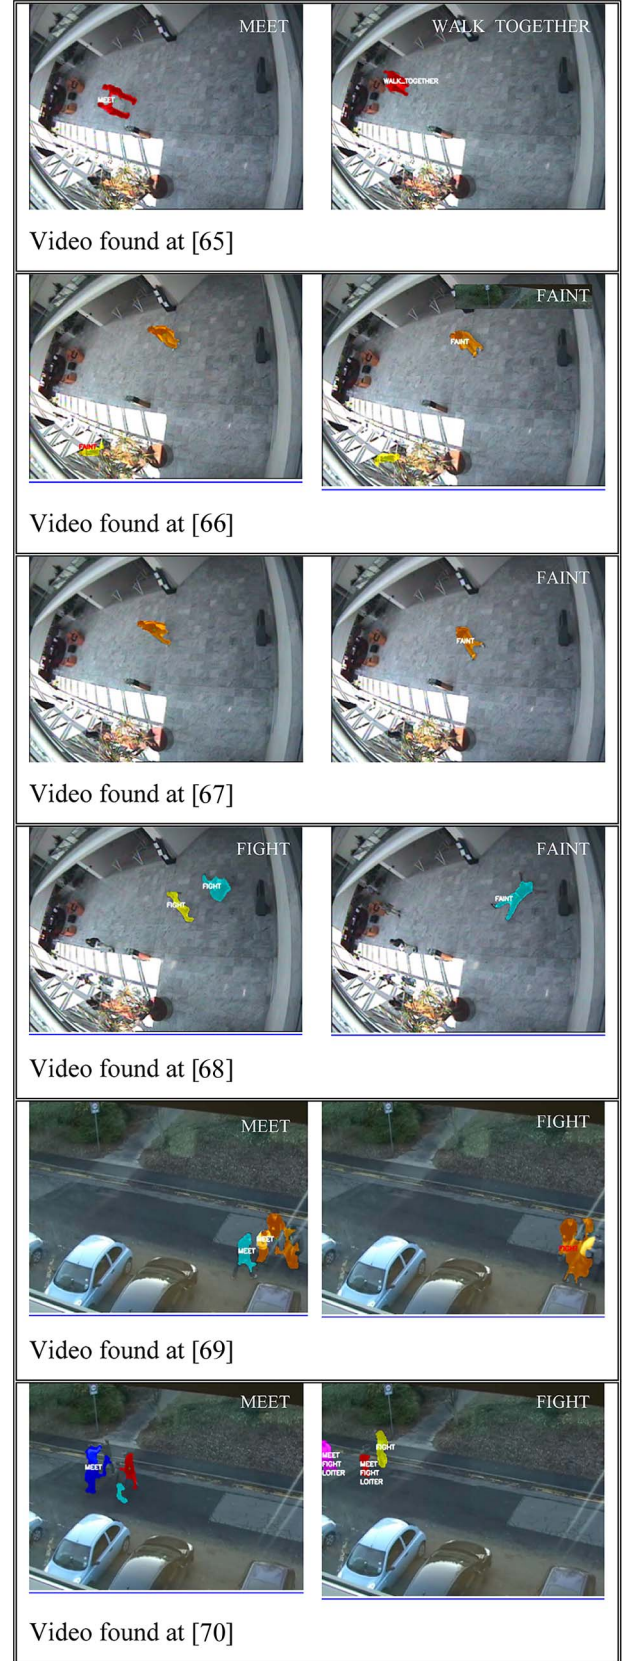 MEET
WALK TOGETHER
MEET
WALK_TOGETHER
Video found at [65]
FAINT
FAINT
FAINT
Video found at [66]
FAINT
FAINT
Video found at [67]
FIGHT
FAINT
FIGHT
FIGHT
FAINT
Video found at [68]
MEET
FIGHT
MEET
MEET
FIGHT
Video found at [69]
MEET
FIGHT
MEET
FIGHT
MEET
FIGHT
LOITER
MEET
FIGHT
LOITER
Video found at [70]